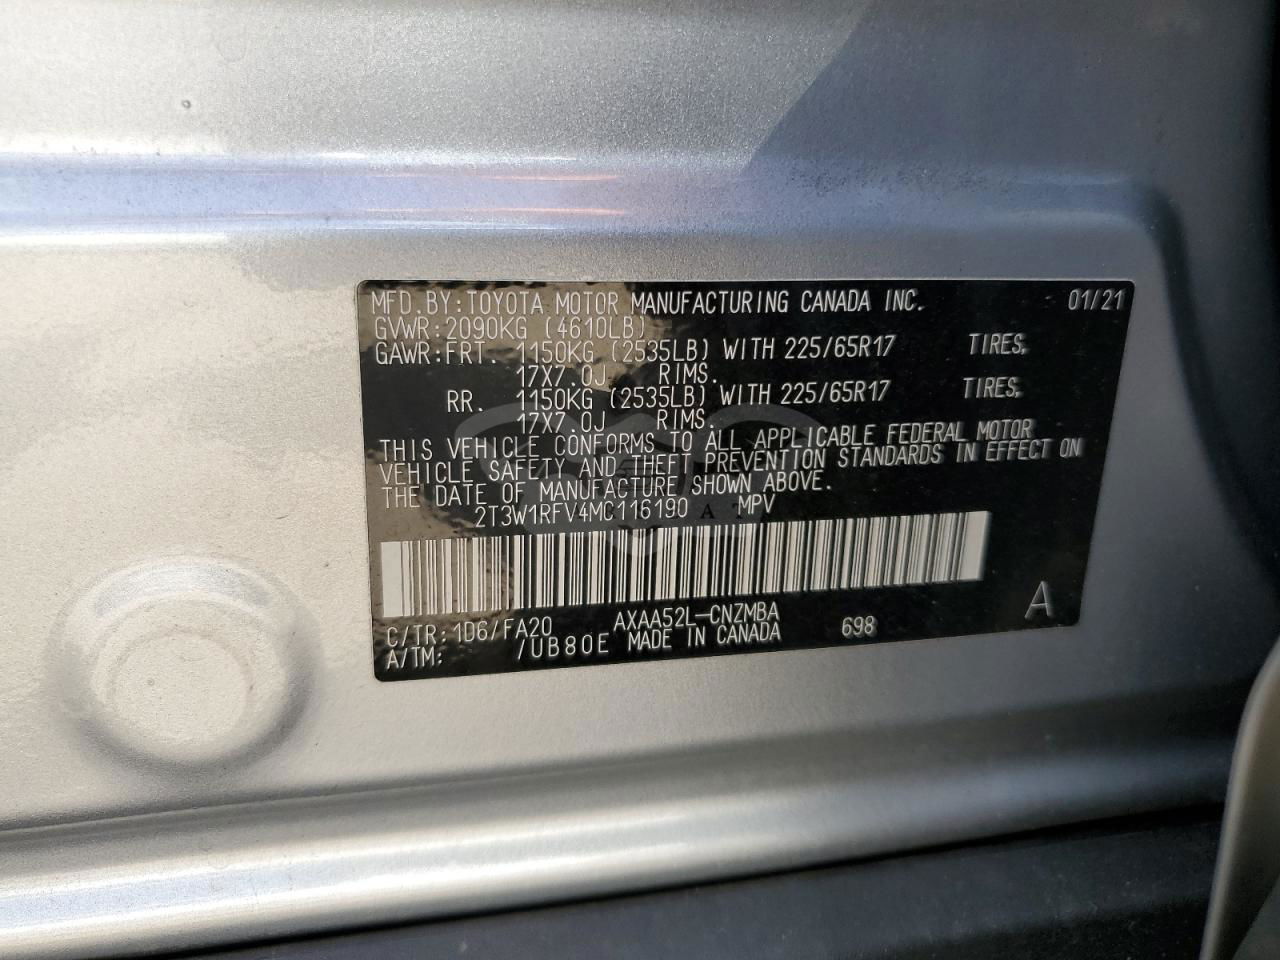 MFD. BY: TOYOTA MOTOR MANUFACTURING CANADA INC. 01/21
GVWR: 2090KG (4610LB)
GAWR: FRT. 1150KG (2535LB) WITH 225/65R17 TIRES,
17X7.0J RIMS.
RR. 1150KG (2535LB) WITH 225/65R17 TIRES,
17X7.0J RIMS.
THIS VEHICLE CONFORMS TO ALL APPLICABLE FEDERAL MOTOR
VEHICLE SAFETY AND THEFT PREVENTION STANDARDS IN EFFECT ON
THE DATE OF MANUFACTURE SHOWN ABOVE.
2T3W1RFV4MC116190 MPV
C/TR: 1D6/FA20 AXAA52L-CNZMBA 698 A
A/TM: /UB80E MADE IN CANADA